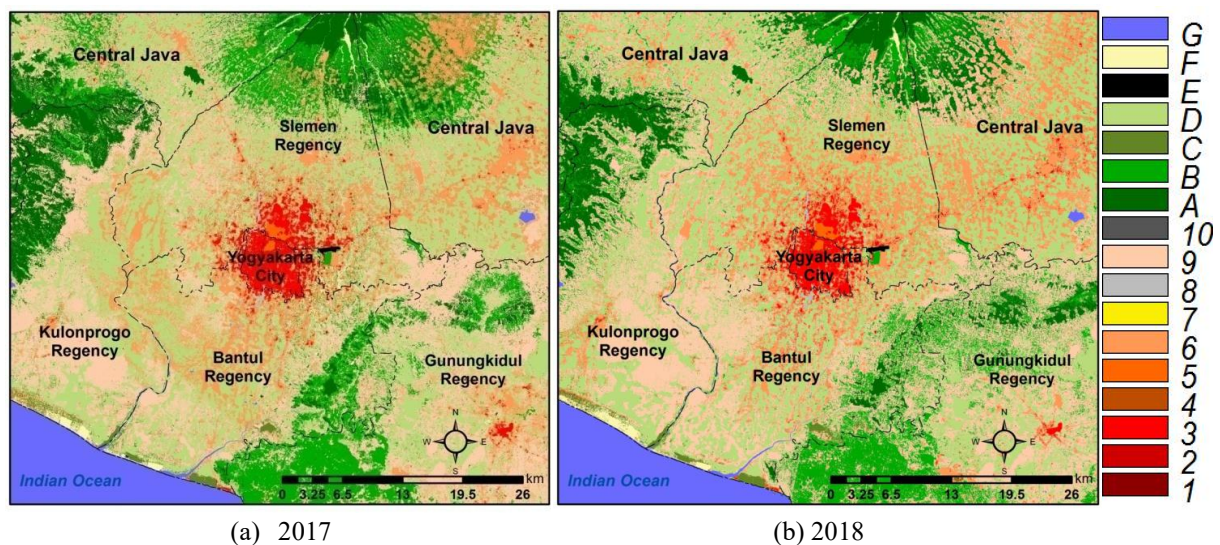 Central Java
Slemen
Regency
Central Java
Yogyakarta
City
Kulonprogo
Regency
Bantul
Regency
Gunungkidul
Regency
Indian Ocean
N
W E
S
km
0 3.25 6.5 13 19.5 26
(a) 2017
Central Java
Slemen
Regency
Central Java
Yogyakarta
City
Kulonprogo
Regency
Bantul
Regency
Gunungkidul
Regency
Indian Ocean
N
W E
S
km
0 3.25 6.5 13 19.5 26
(b) 2018
G
F
E
D
C
B
A
10
9
8
7
6
5
4
3
2
1